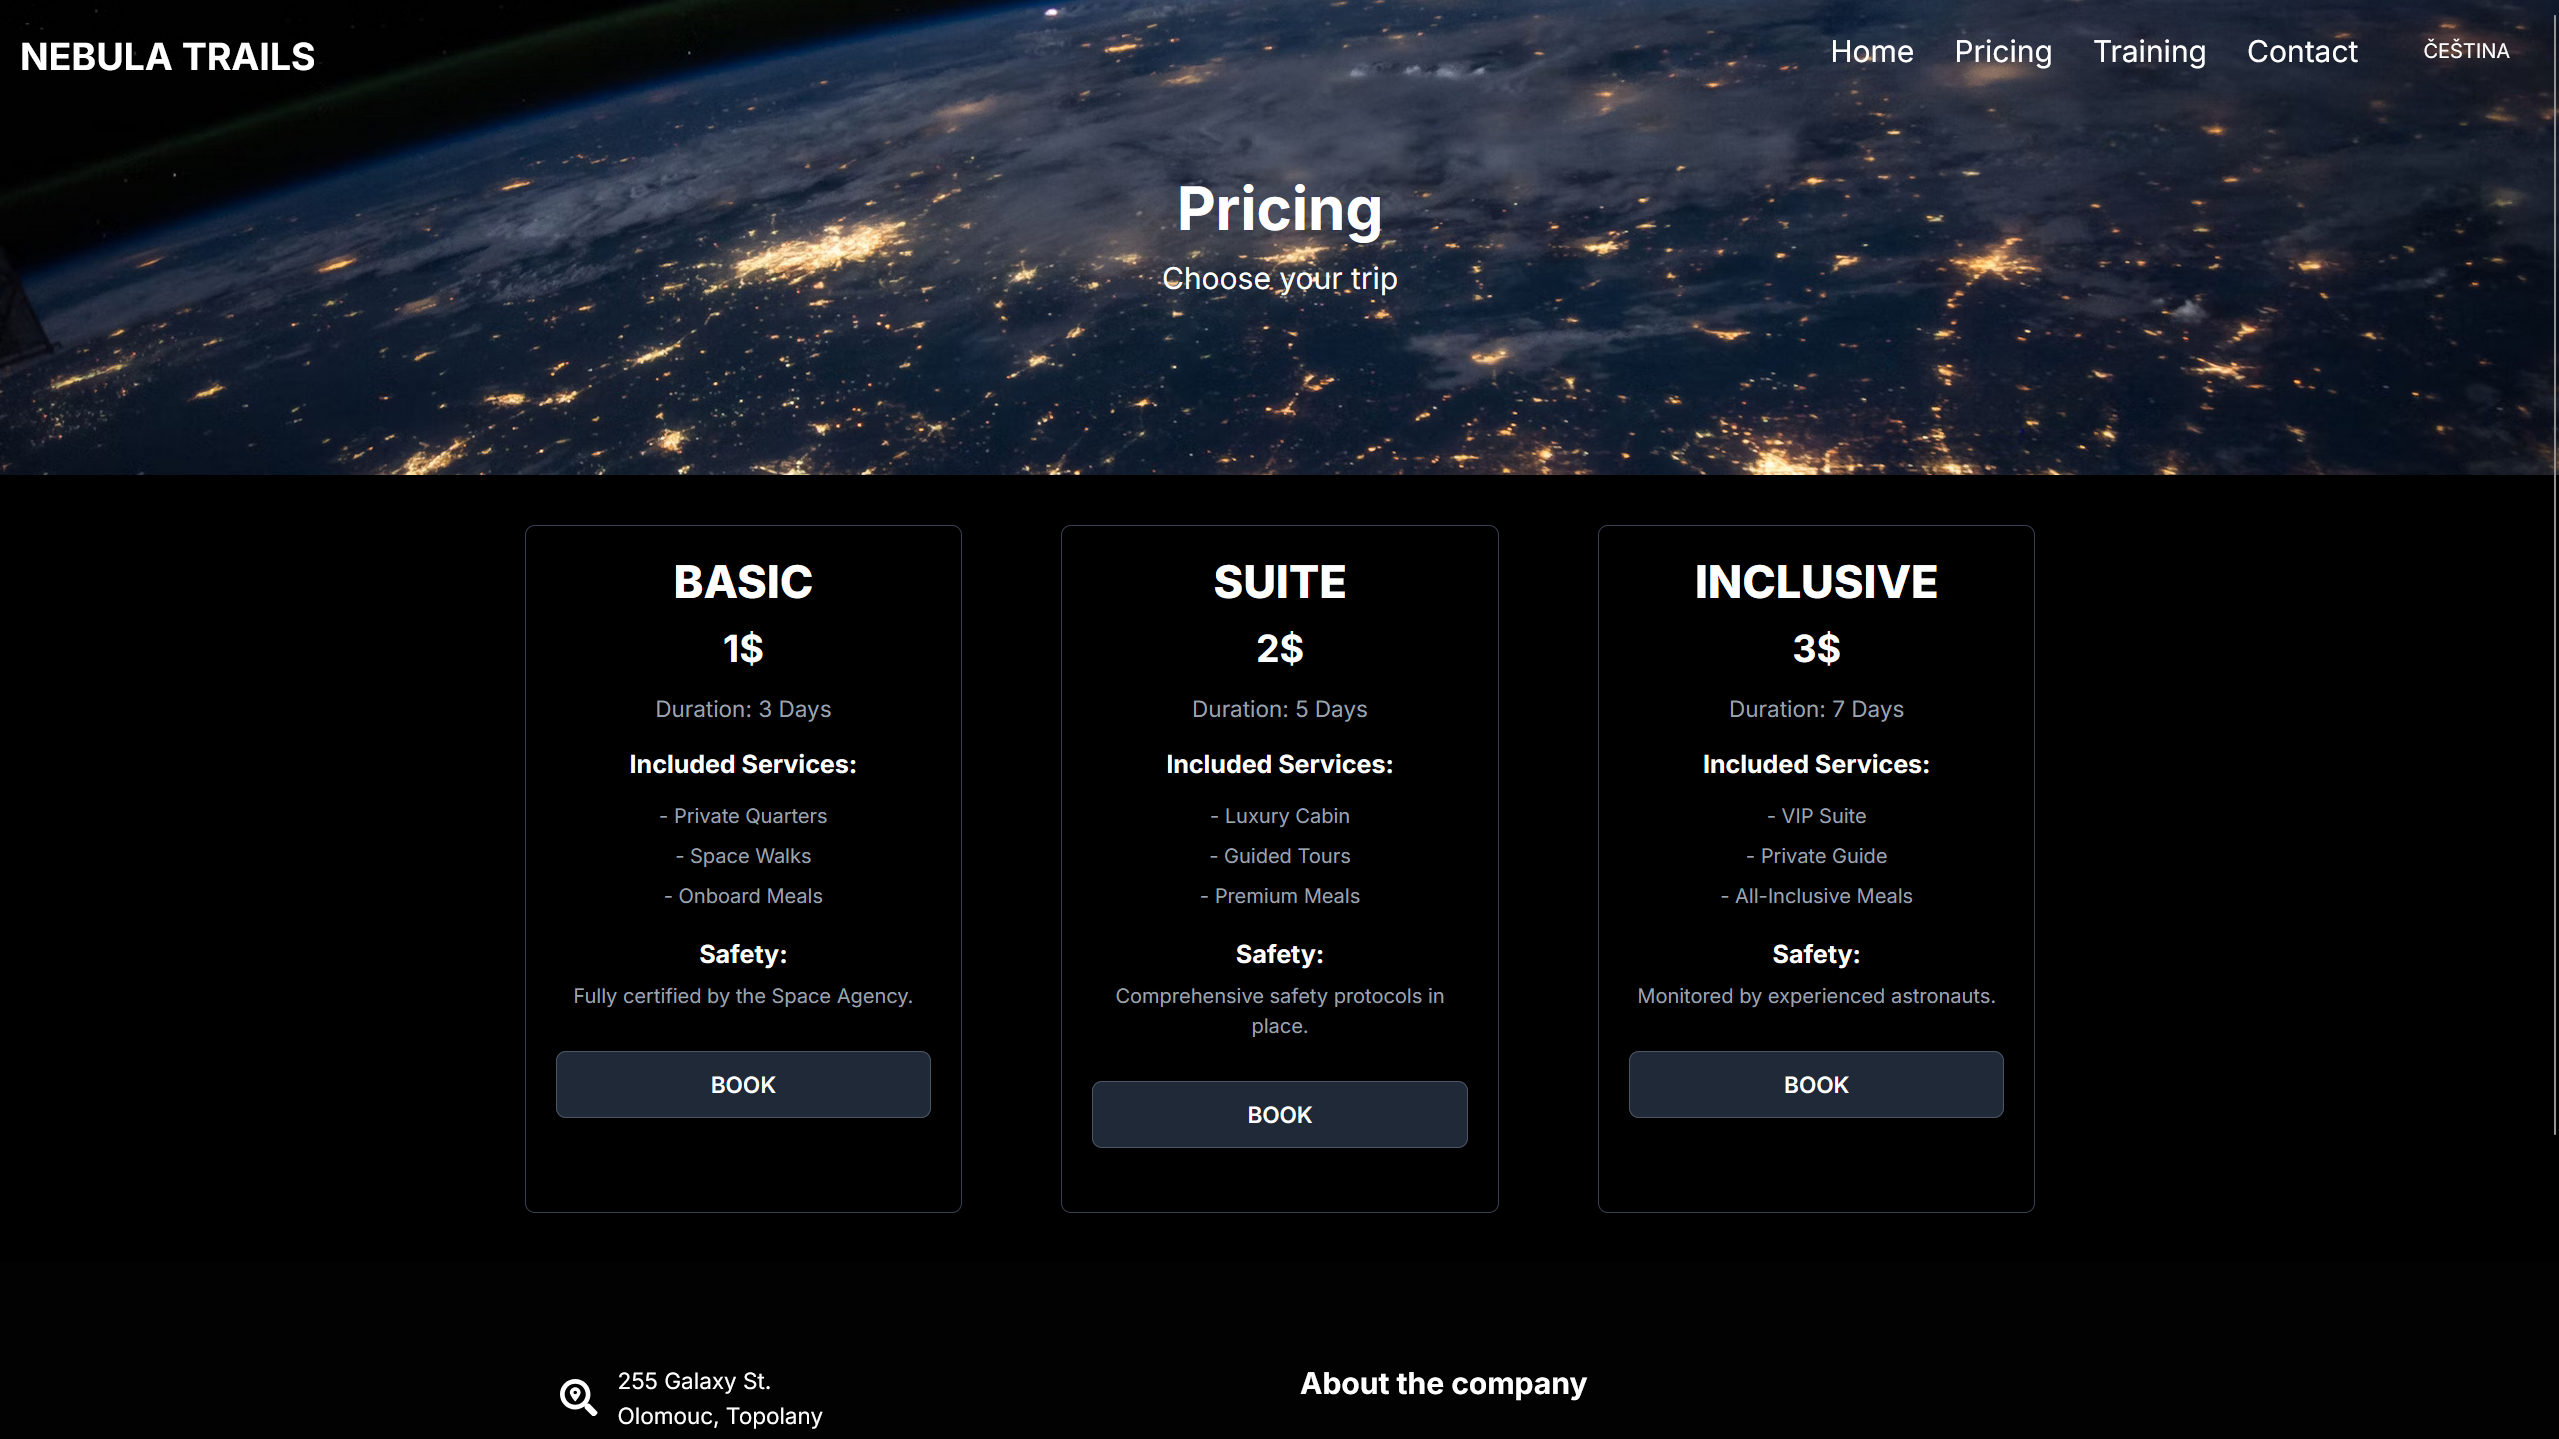 NEBULA TRAILS
Home Pricing Training Contact ČEŠTINA
Pricing
Choose your trip
BASIC
1$
Duration: 3 Days
Included Services:
- Private Quarters
- Space Walks
- Onboard Meals
Safety:
Fully certified by the Space Agency.
BOOK
SUITE
2$
Duration: 5 Days
Included Services:
- Luxury Cabin
- Guided Tours
- Premium Meals
Safety:
Comprehensive safety protocols in
place.
BOOK
INCLUSIVE
3$
Duration: 7 Days
Included Services:
- VIP Suite
- Private Guide
- All-Inclusive Meals
Safety:
Monitored by experienced astronauts.
BOOK
255 Galaxy St.
Olomouc, Topolany
About the company